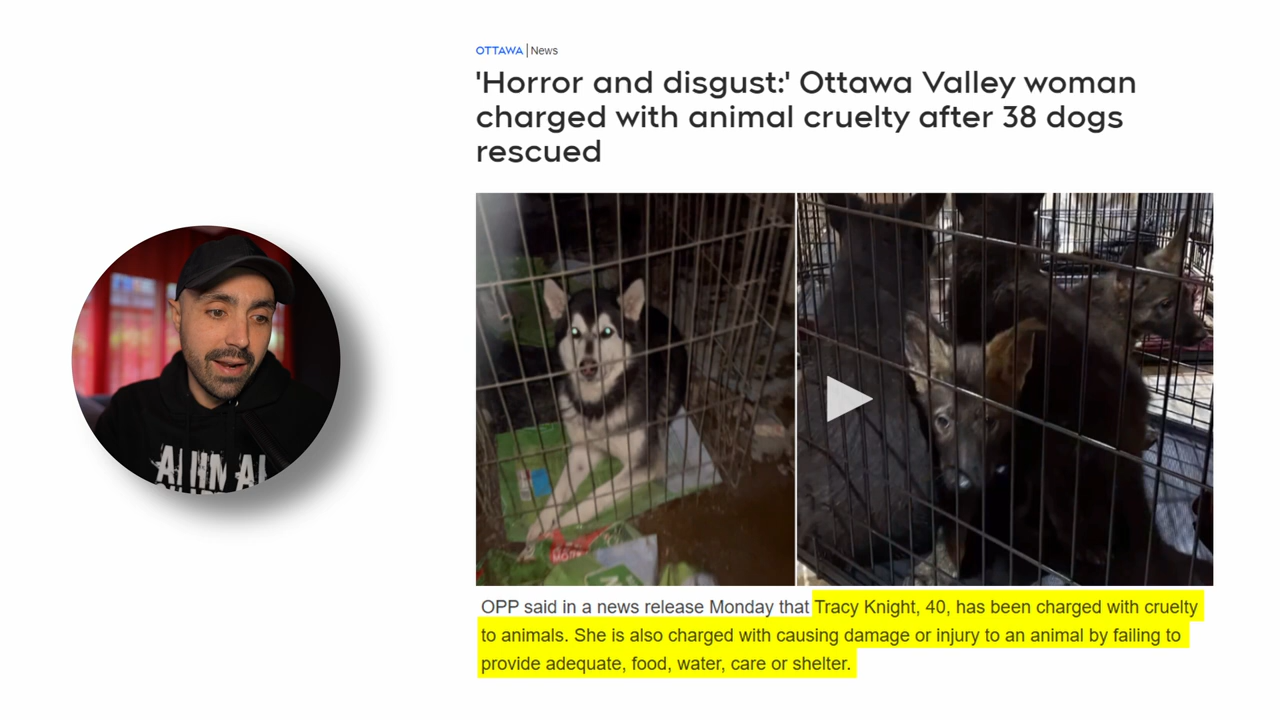 OTTAWA | News
'Horror and disgust:' Ottawa Valley woman
charged with animal cruelty after 38 dogs
rescued
OPP said in a news release Monday that Tracy Knight, 40, has been charged with cruelty
to animals. She is also charged with causing damage or injury to an animal by failing to
provide adequate, food, water, care or shelter.